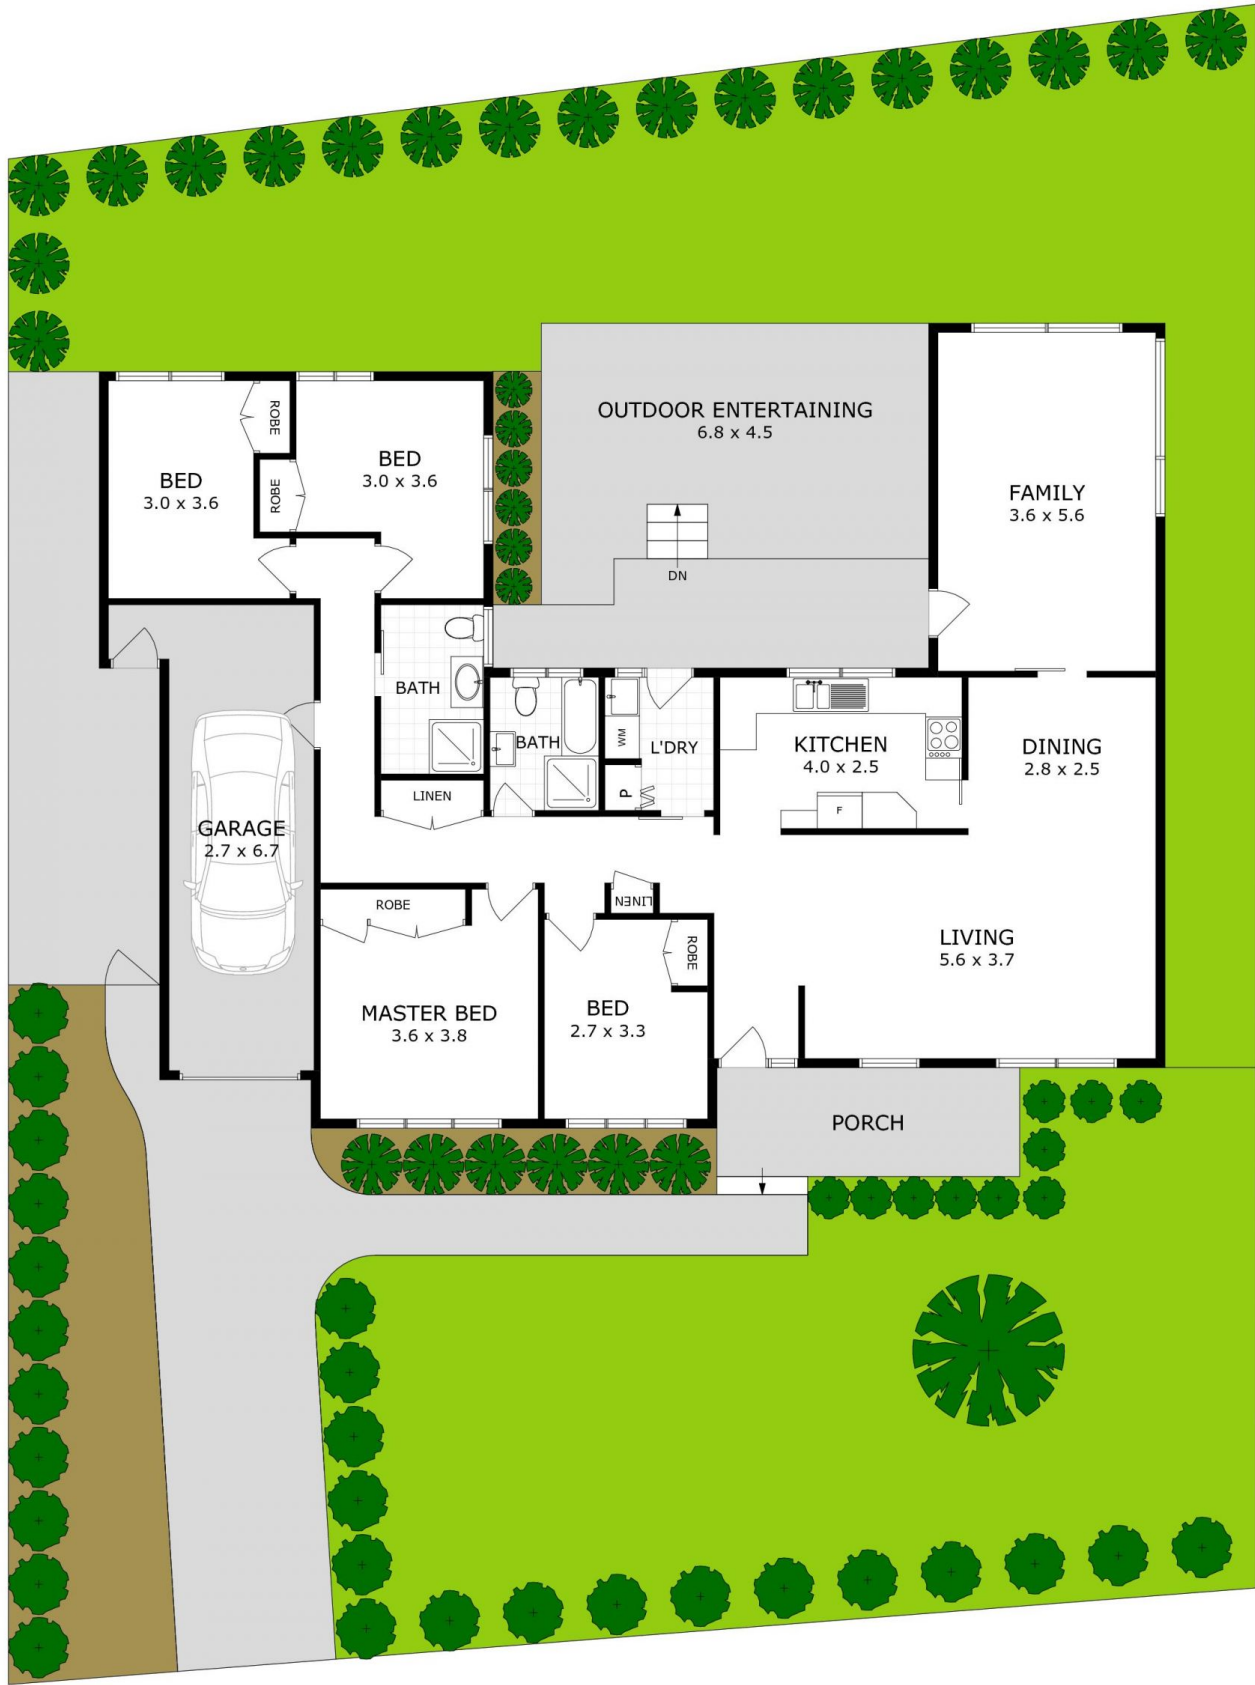 OUTDOOR ENTERTAINING
6.8 x 4.5
DN
FAMILY
3.6 x 5.6
BED
3.0 x 3.6
ROBE
ROBE
BED
3.0 x 3.6
BATH
BATH
WM
P
L'DRY
KITCHEN
4.0 x 2.5
F
DINING
2.8 x 2.5
LINEN
GARAGE
2.7 x 6.7
ROBE
LINEN
ROBE
LIVING
5.6 x 3.7
MASTER BED
3.6 x 3.8
BED
2.7 x 3.3
PORCH